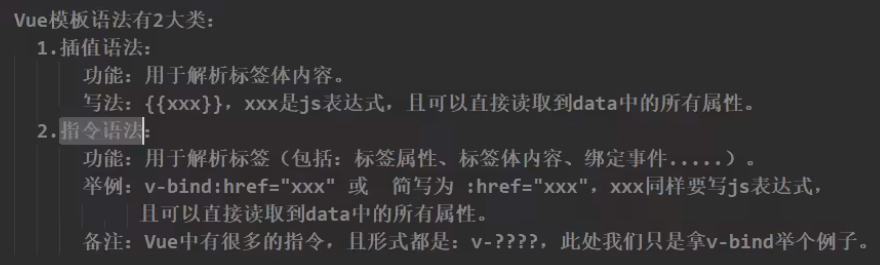 Vue模板语法有2大类：
1.插值语法：
功能：用于解析标签体内容。
写法：{{xxx}}，xxx是js表达式，且可以直接读取到data中的所有属性。
2.指令语法：
功能：用于解析标签（包括：标签属性、标签体内容、绑定事件.....）。
举例：v-bind:href="xxx" 或  简写为 :href="xxx"，xxx同样要写js表达式，
且可以直接读取到data中的所有属性。
备注：Vue中有很多的指令，且形式都是：v-????，此处我们只是拿v-bind举个例子。